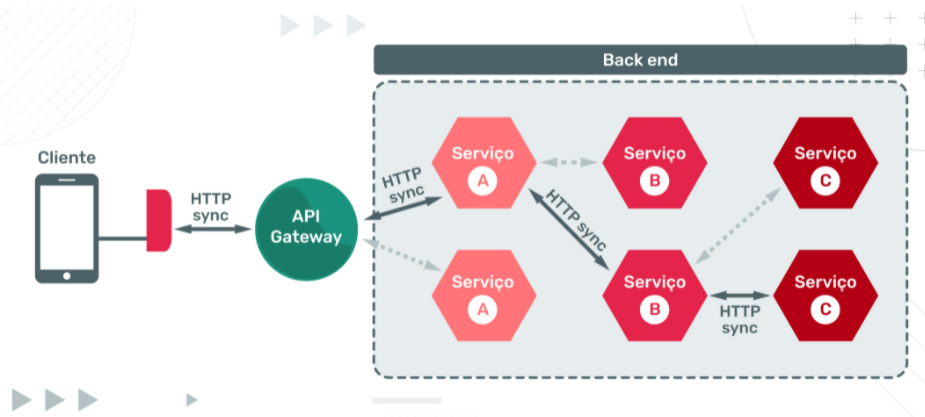 Back end
Cliente
HTTP
sync
API
Gateway
HTTP
sync
Serviço
A
Serviço
B
Serviço
C
HTTP sync
Serviço
A
Serviço
B
HTTP
sync
Serviço
C